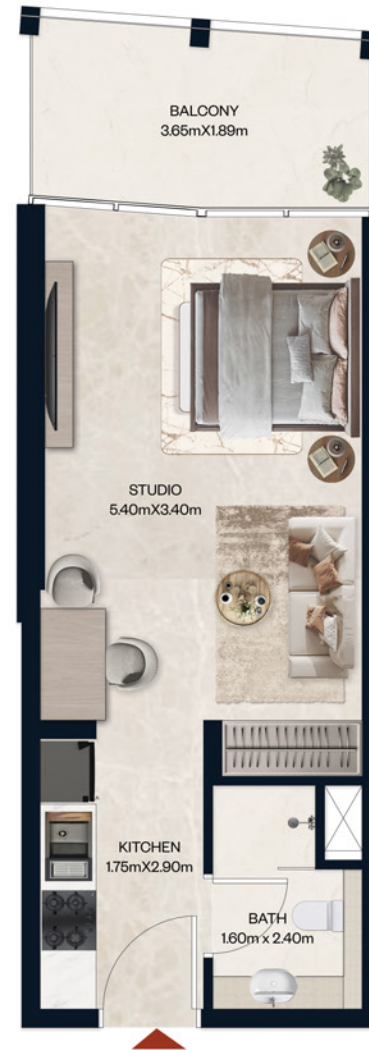 BALCONY
3.65mX1.89m
STUDIO
5.40mX3.40m
KITCHEN
1.75mX2.90m
BATH
1.60m x 2.40m